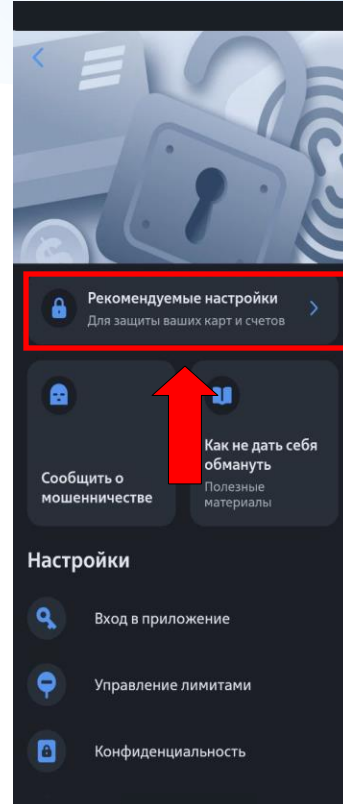 Рекомендуемые настройки
Для защиты ваших карт и счетов
Сообщить о
мошенничестве
Как не дать себя
обмануть
Полезные
материалы
Настройки
Вход в приложение
Управление лимитами
Конфиденциальность